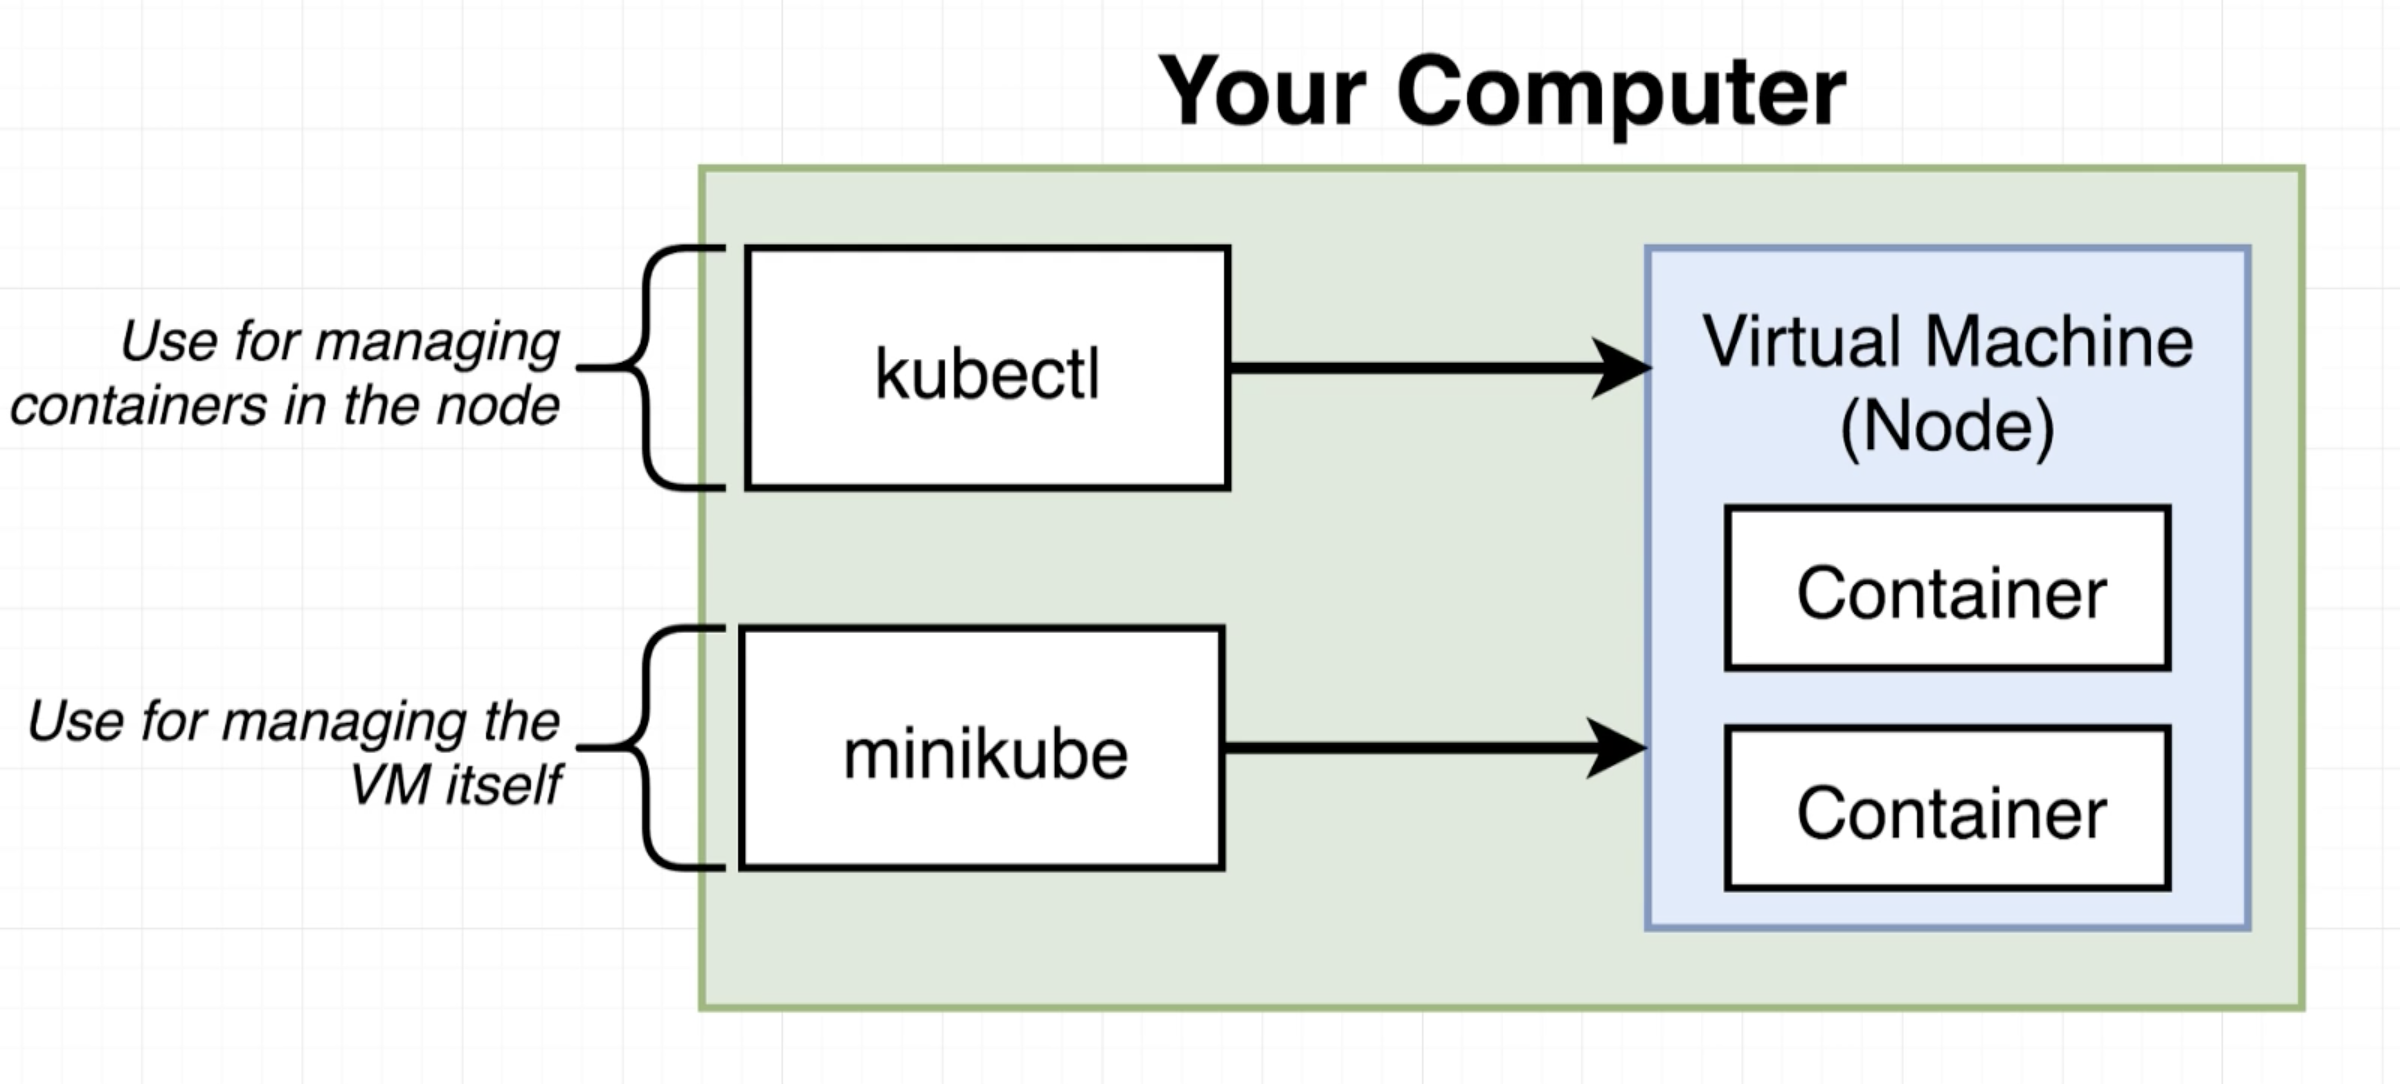 Your Computer
Use for managing
containers in the node
kubectl
Virtual Machine
(Node)
Container
Use for managing the
VM itself
minikube
Container